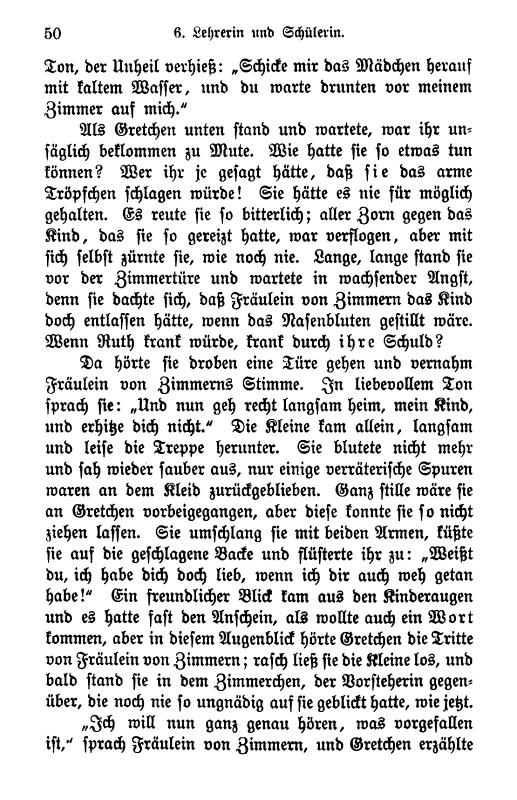 50 6. Lehrerin und Schülerin.
Ton, der Unheil verhieß: „Schicke mir das Mädchen herauf
mit kaltem Wasser, und du warte drunten vor meinem
Zimmer auf mich.“
Als Gretchen unten stand und wartete, war ihr un-
säglich beklommen zu Mute. Wie hatte sie so etwas tun
können? Wer ihr je gesagt hätte, daß sie das arme
Tröpfchen schlagen würde! Sie hätte es nie für möglich
gehalten. Es reute sie so bitterlich; aller Zorn gegen das
Kind, das sie so gereizt hatte, war verflogen, aber mit
sich selbst zürnte sie, wie noch nie. Lange, lange stand sie
vor der Zimmertüre und wartete in wachsender Angst,
denn sie dachte sich, daß Fräulein von Zimmern das Kind
doch entlassen hätte, wenn das Nasenbluten gestillt wäre.
Wenn Ruth krank würde, krank durch ihre Schuld?
Da hörte sie droben eine Türe gehen und vernahm
Fräulein von Zimmerns Stimme. In liebevollem Ton
sprach sie: „Und nun geh recht langsam heim, mein Kind,
und erhitze dich nicht.“ Die Kleine kam allein, langsam
und leise die Treppe herunter. Sie blutete nicht mehr
und sah wieder sauber aus, nur einige verräterische Spuren
waren an dem Kleid zurückgeblieben. Ganz stille wäre sie
an Gretchen vorbeigegangen, aber diese konnte sie so nicht
ziehen lassen. Sie umschlang sie mit beiden Armen, küßte
sie auf die geschlagene Backe und flüsterte ihr zu: „Weißt
du, ich habe dich doch lieb, wenn ich dir auch weh getan
habe!“ Ein freundlicher Blick kam aus den Kinderaugen
und es hatte fast den Anschein, als wollte auch ein Wort
kommen, aber in diesem Augenblick hörte Gretchen die Tritte
von Fräulein von Zimmern; rasch ließ sie die Kleine los, und
bald stand sie in dem Zimmerchen, der Vorsteherin gegen-
über, die noch nie so ungnädig auf sie geblickt hatte, wie jetzt.
„Ich will nun ganz genau hören, was vorgefallen
ist,“ sprach Fräulein von Zimmern, und Gretchen erzählte